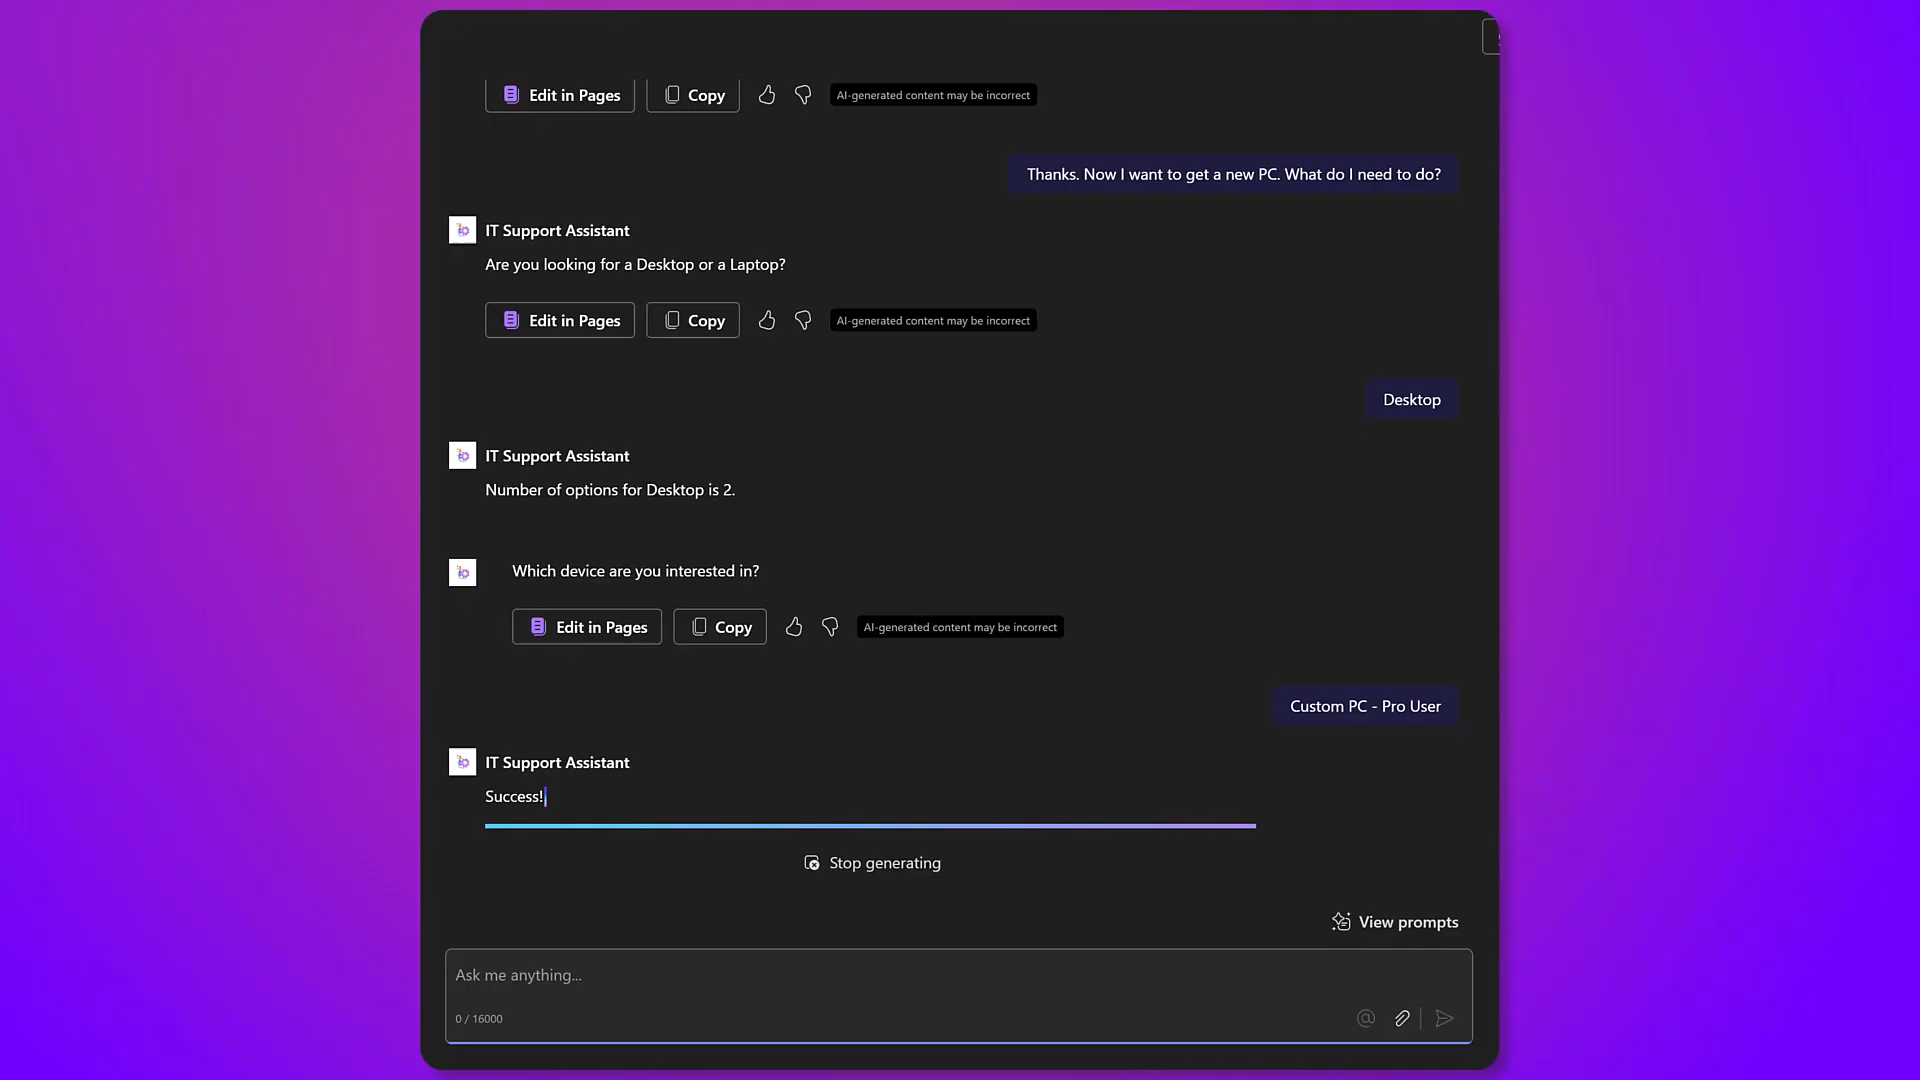 Edit in Pages Copy AI-generated content may be incorrect
Thanks. Now I want to get a new PC. What do I need to do?
IT Support Assistant
Are you looking for a Desktop or a Laptop?
Edit in Pages Copy AI-generated content may be incorrect
Desktop
IT Support Assistant
Number of options for Desktop is 2.
Which device are you interested in?
Edit in Pages Copy AI-generated content may be incorrect
Custom PC - Pro User
IT Support Assistant
Success!
Stop generating
View prompts
Ask me anything...
0 / 16000